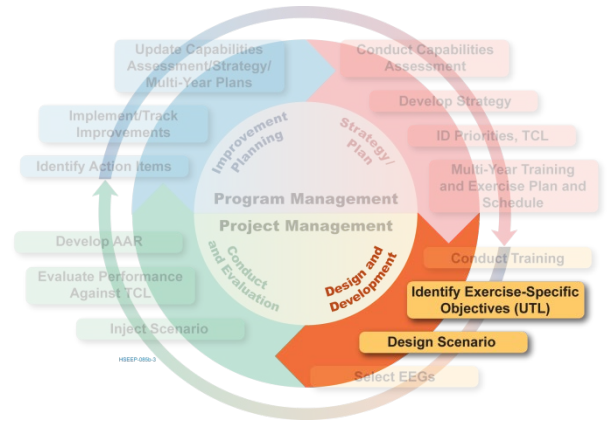 Update Capabilities
Assessment/Strategy/
Multi-Year Plans
Conduct Capabilities
Assessment
Develop Strategy
Implement/Track
Improvements
ID Priorities, TCL
Identify Action Items
Multi-Year Training
and Exercise Plan and
Schedule
Improvement
Planning
Strategy/
Plan
Program Management
Project Management
Conduct
and Evaluation
Design and
Development
Develop AAR
Conduct Training
Evaluate Performance
Against TCL
Identify Exercise-Specific
Objectives (UTL)
Inject Scenario
Design Scenario
Select EEGs